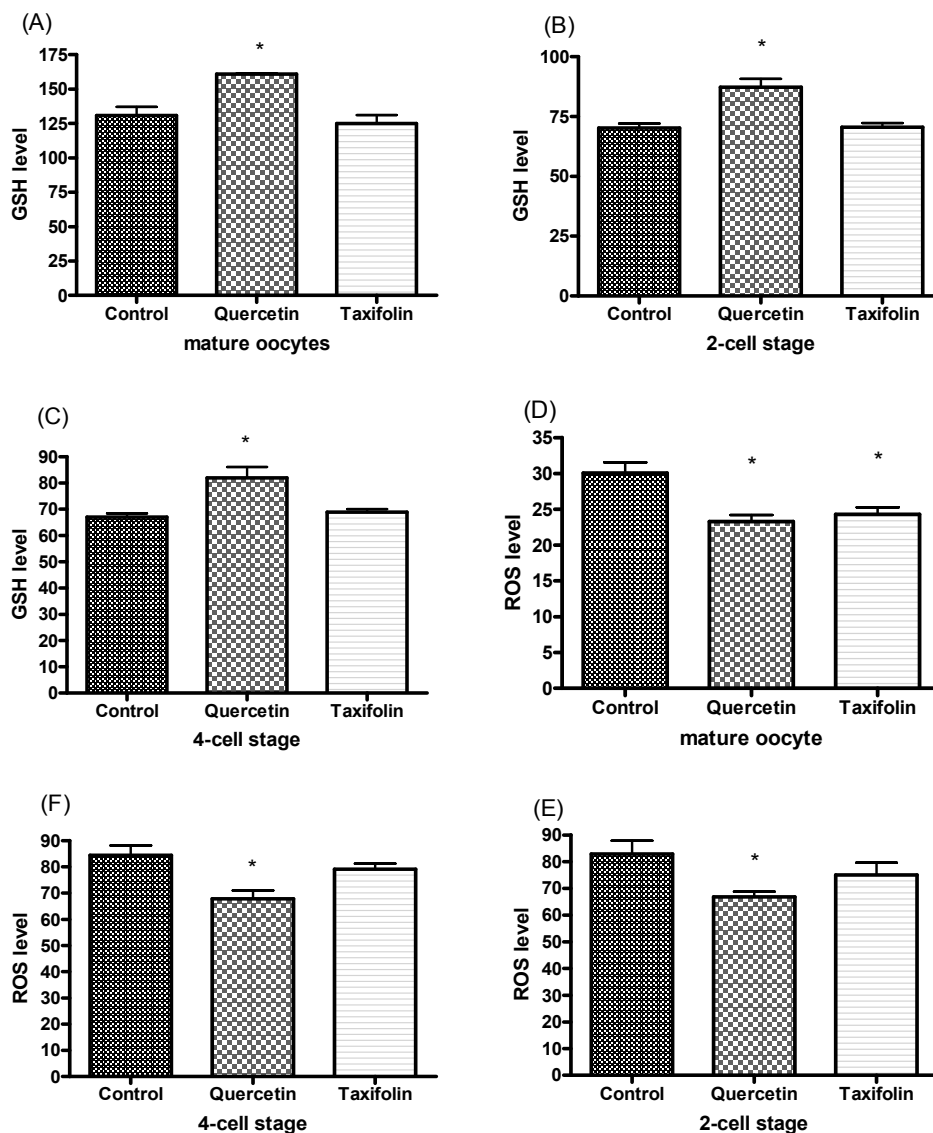 (A)
*
175
150
125
100
75
50
25
0
GSH level
Control Quercetin Taxifolin
mature oocytes
(B)
*
100
75
50
25
0
GSH level
Control Quercetin Taxifolin
2-cell stage
(C)
*
90
80
70
60
50
40
30
20
10
0
GSH level
Control Quercetin Taxifolin
4-cell stage
(D)
* *
35
30
25
20
15
10
5
0
ROS level
Control Quercetin Taxifolin
mature oocyte
(F)
*
90
80
70
60
50
40
30
20
10
0
ROS level
Control Quercetin Taxifolin
4-cell stage
(E)
*
90
80
70
60
50
40
30
20
10
0
ROS level
Control Quercetin Taxifolin
2-cell stage